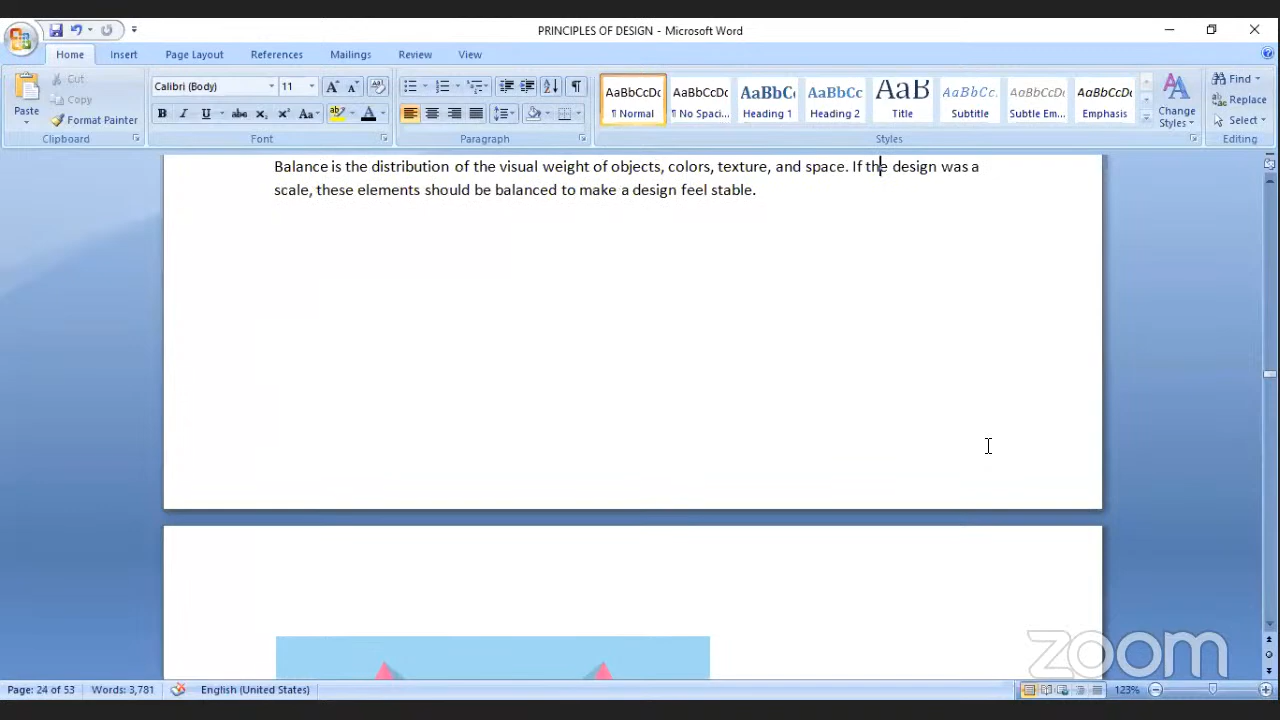 PRINCIPLES OF DESIGN - Microsoft Word
Home Insert Page Layout References Mailings Review View
Paste
Cut
Copy
Format Painter
Clipboard
Calibri (Body) 11
Font
Paragraph
AaBbCcDc AaBbCcDc AaBbC AaBbCc AaB AaBbCc. AaBbCcDc AaBbCcDc
¶ Normal ¶ No Spaci... Heading 1 Heading 2 Title Subtitle Subtle Em... Emphasis
Styles
Change
Styles
Find
Replace
Select
Editing
Balance is the distribution of the visual weight of objects, colors, texture, and space. If the design was a
scale, these elements should be balanced to make a design feel stable.
zoom
Page: 24 of 53 Words: 3,781 English (United States) 123%